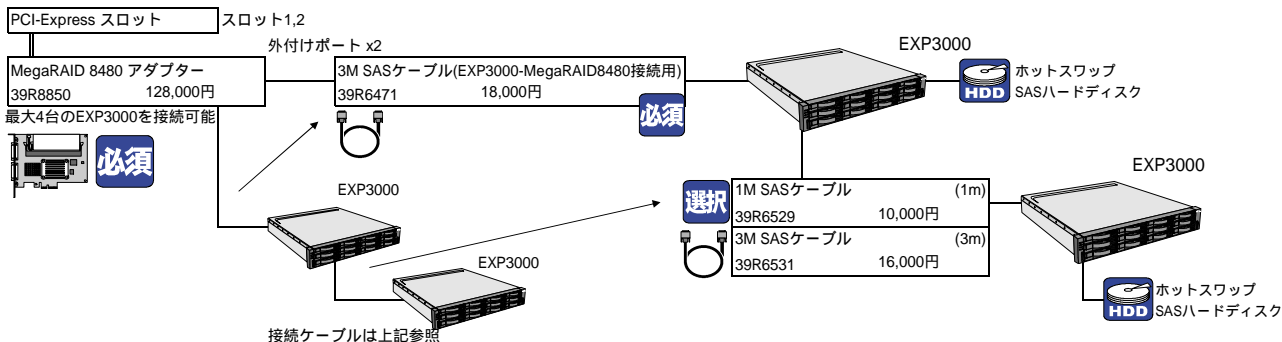 PCI-Express スロット
スロット1,2
外付けポート x2
MegaRAID 8480 アダプター
39R8850 128,000円
最大4台のEXP3000を接続可能
必須
3M SASケーブル(EXP3000-MegaRAID8480接続用)
39R6471 18,000円
必須
EXP3000
HDD
ホットスワップ
SASハードディスク
EXP3000
EXP3000
接続ケーブルは上記参照
選択
1M SASケーブル (1m)
39R6529 10,000円
3M SASケーブル (3m)
39R6531 16,000円
EXP3000
HDD
ホットスワップ
SASハードディスク